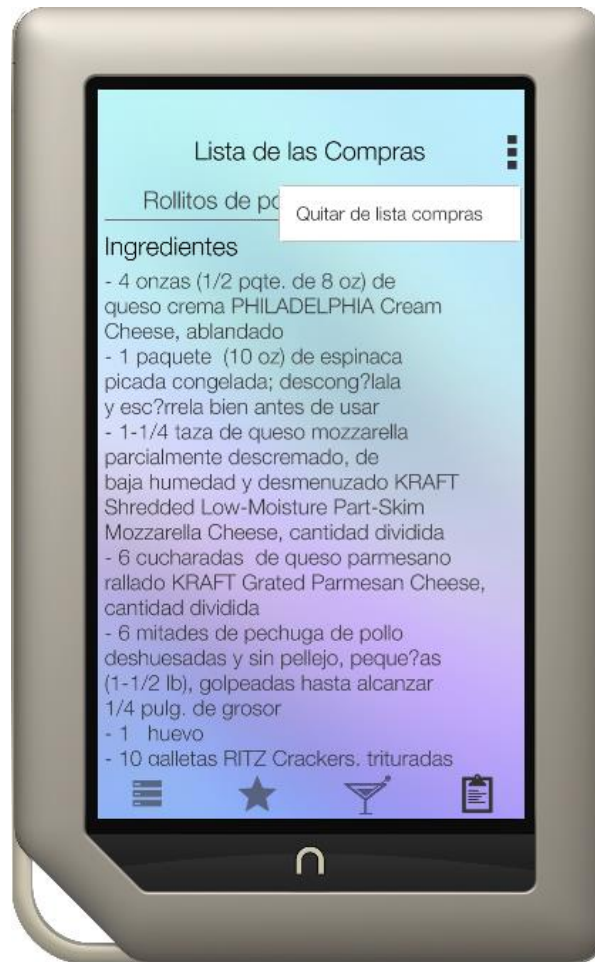 Lista de las Compras
Rollitos de po
Quitar de lista compras
Ingredientes
- 4 onzas (1/2 pqte. de 8 oz) de
queso crema PHILADELPHIA Cream
Cheese, ablandado
- 1 paquete  (10 oz) de espinaca
picada congelada; descong?lala
y esc?rrela bien antes de usar
- 1-1/4 taza de queso mozzarella
parcialmente descremado, de
baja humedad y desmenuzado KRAFT
Shredded Low-Moisture Part-Skim
Mozzarella Cheese, cantidad dividida
- 6 cucharadas  de queso parmesano
rallado KRAFT Grated Parmesan Cheese,
cantidad dividida
- 6 mitades de pechuga de pollo
deshuesadas y sin pellejo, peque?as
(1-1/2 lb), golpeadas hasta alcanzar
1/4 pulg. de grosor
- 1   huevo
- 10 galletas RITZ Crackers, trituradas